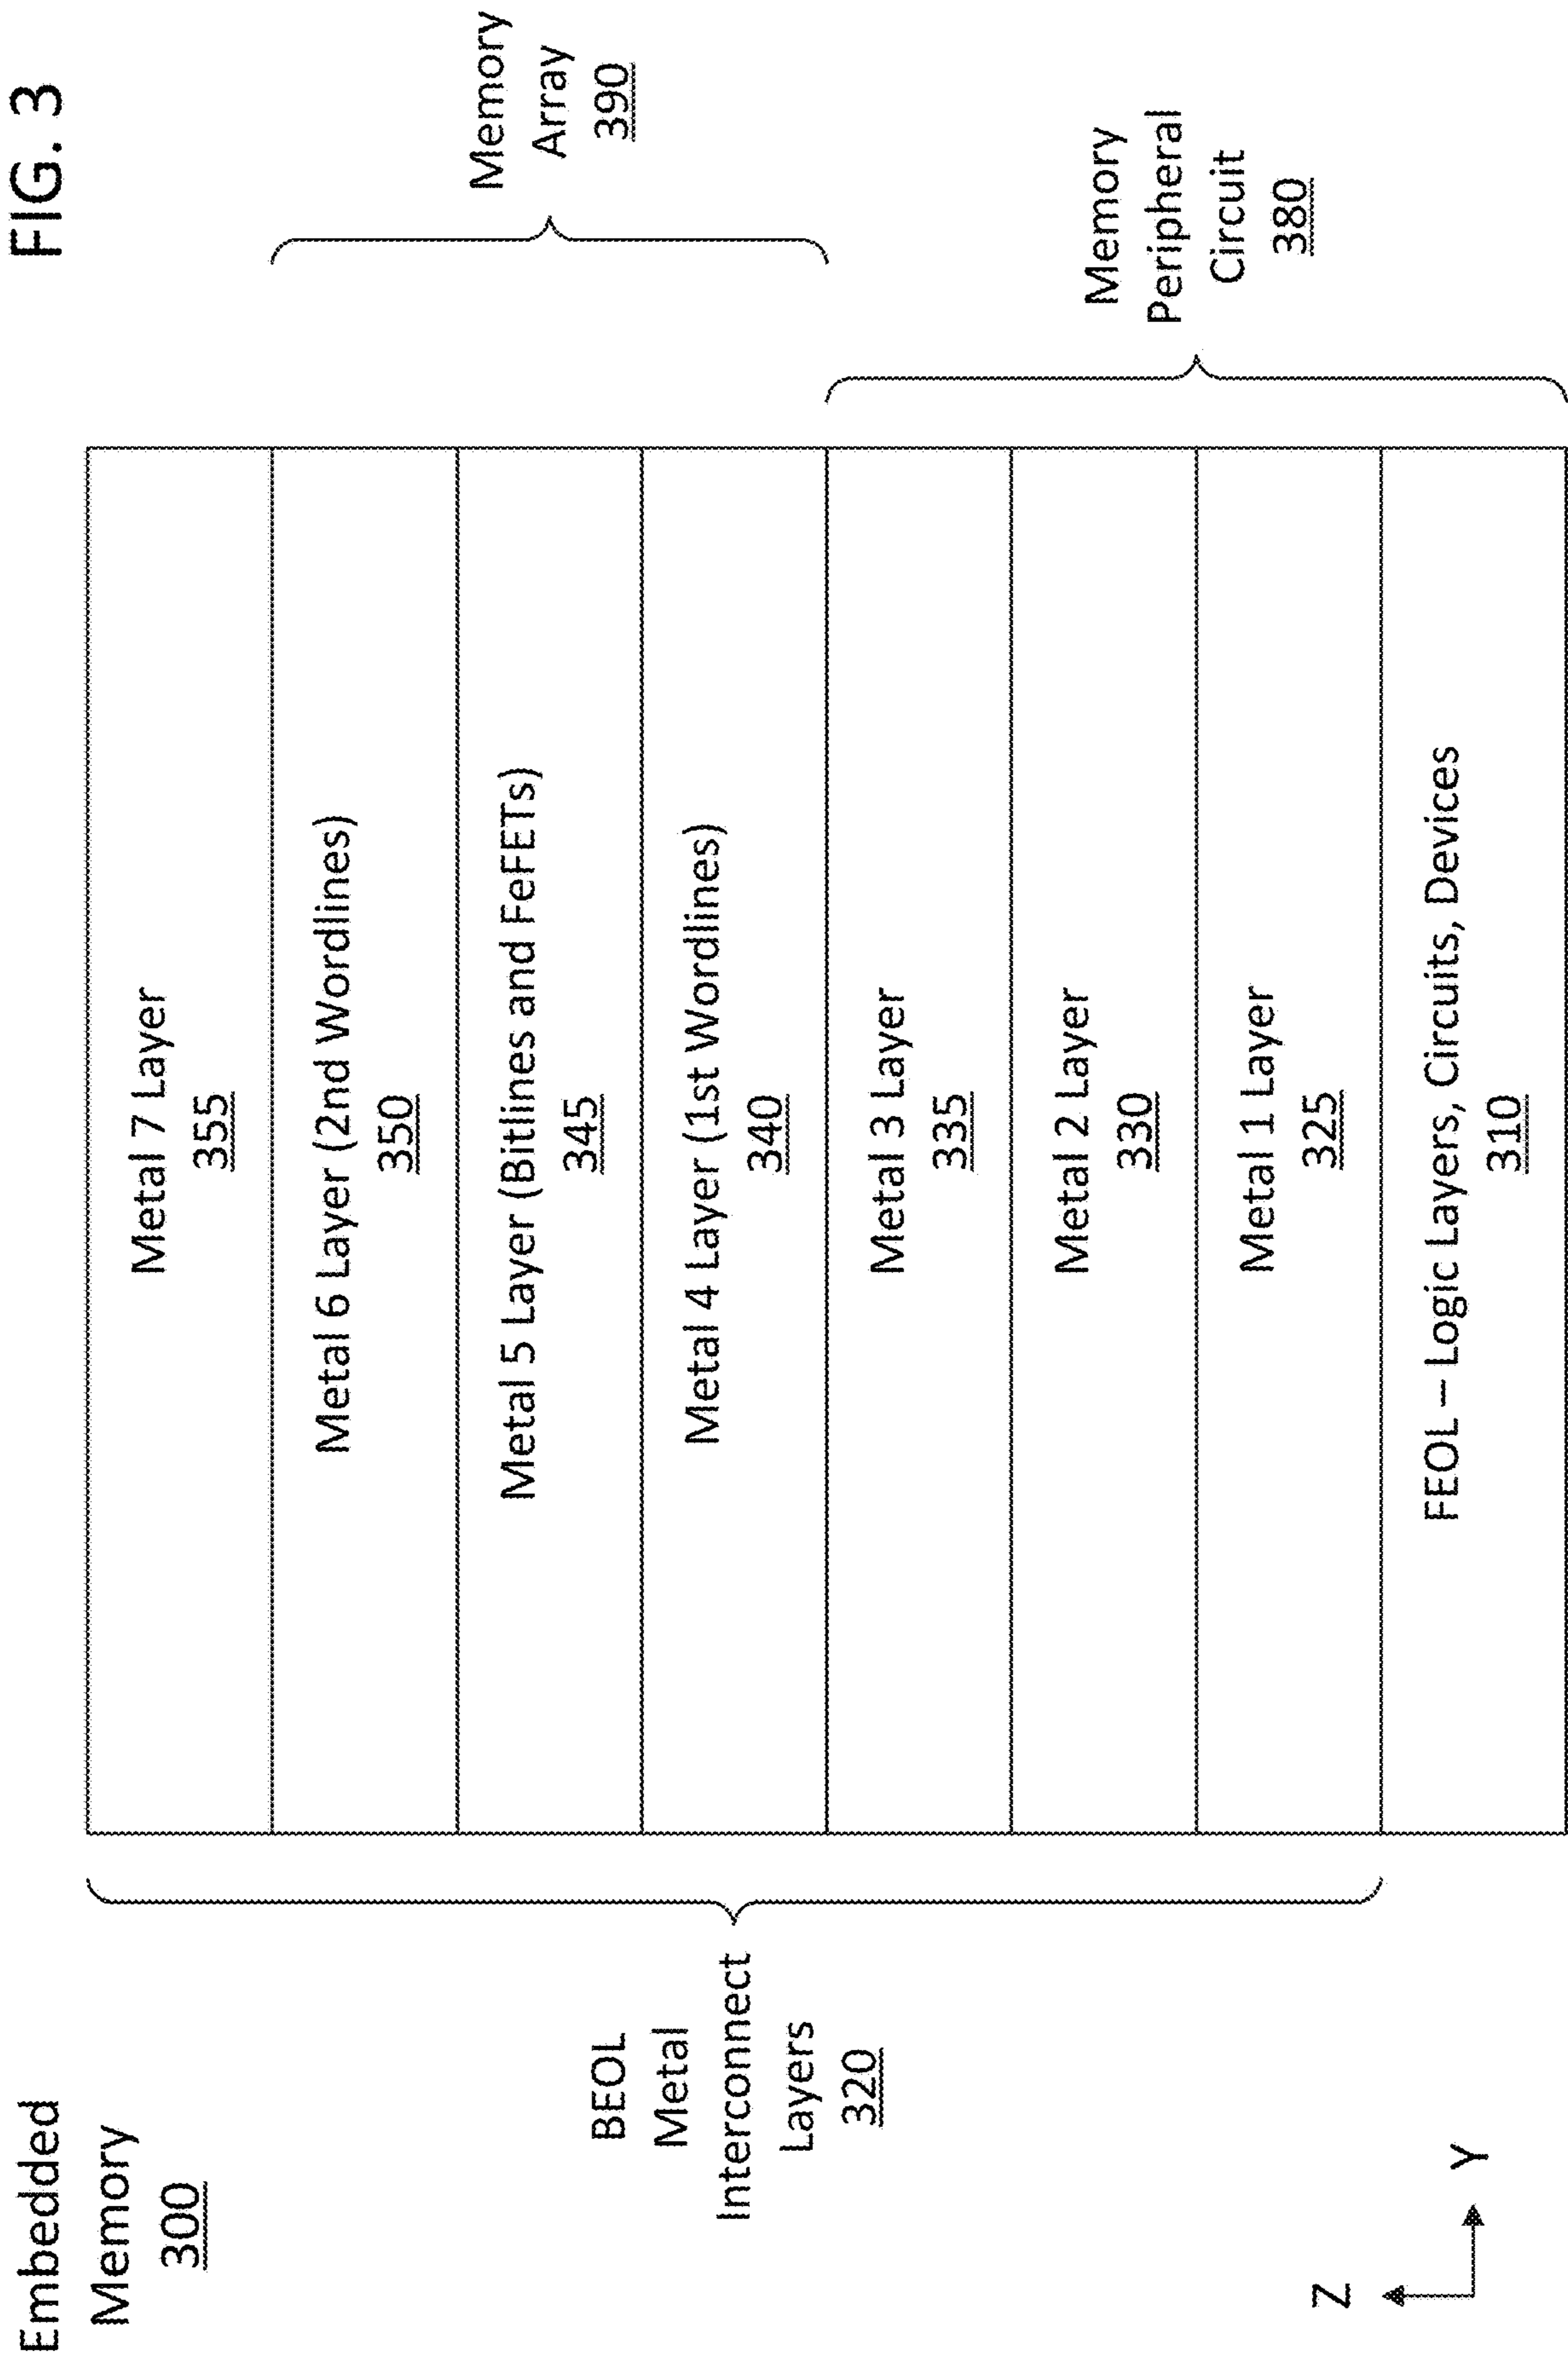 FIG. 3
Embedded
Memory
300
Metal 7 Layer
355
Metal 6 Layer (2nd Wordlines)
350
Metal 5 Layer (Bitlines and FeFETs)
345
Metal 4 Layer (1st Wordlines)
340
Metal 3 Layer
335
Metal 2 Layer
330
Metal 1 Layer
325
FEOL – Logic Layers, Circuits, Devices
310
BEOL
Metal
Interconnect
Layers
320
Memory
Array
390
Memory
Peripheral
Circuit
380
Z
Y